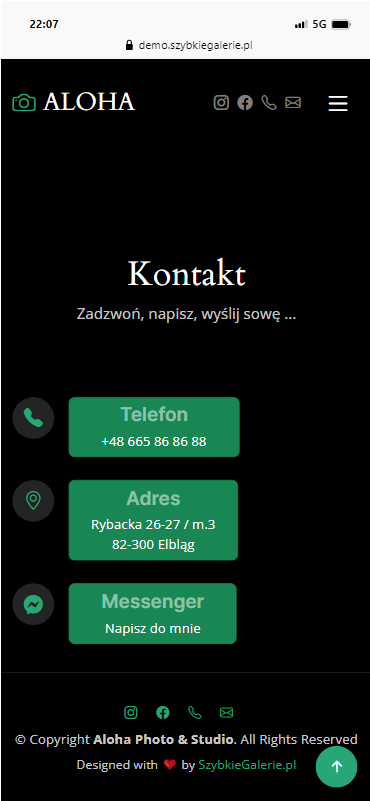 22:07
5G
demo.szybkiegalerie.pl
ALOHA
Kontakt
Zadzwoń, napisz, wyślij sowę ...
Telefon
+48 665 86 86 88
Adres
Rybacka 26-27 / m.3
82-300 Elbląg
Messenger
Napisz do mnie
© Copyright Aloha Photo & Studio. All Rights Reserved
Designed with ❤ by SzybkieGalerie.pl